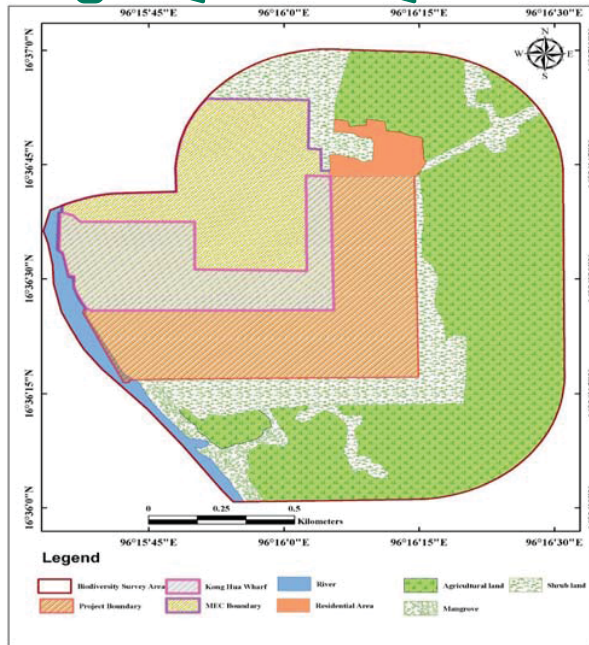 96°15'45"E 96°16'0"E 96°16'15"E 96°16'30"E
16°37'0"N
N
W E
S
16°36'45"N
16°36'30"N
16°36'15"N
16°36'0"N
0 0.25 0.5
Kilometers
96°15'45"E 96°16'0"E 96°16'15"E 96°16'30"E
Legend
Biodiversity Survey Area Kong Hua Wharf River Agricultural land Shrub land
Project Boundary MEC Boundary Residential Area Mangrove